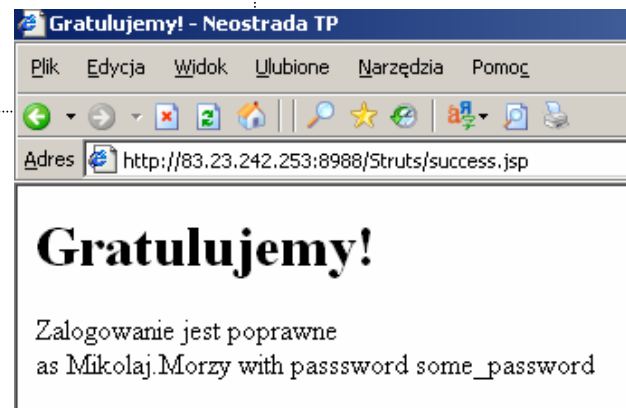 Gratulujemy! - Neostrada TP
Plik Edycja Widok Ulubione Narzędzia Pomoc
Adres http://83.23.242.253:8988/Struts/success.jsp
Gratulujemy!
Zalogowanie jest poprawne
as Mikolaj.Morzy with passsword some_password